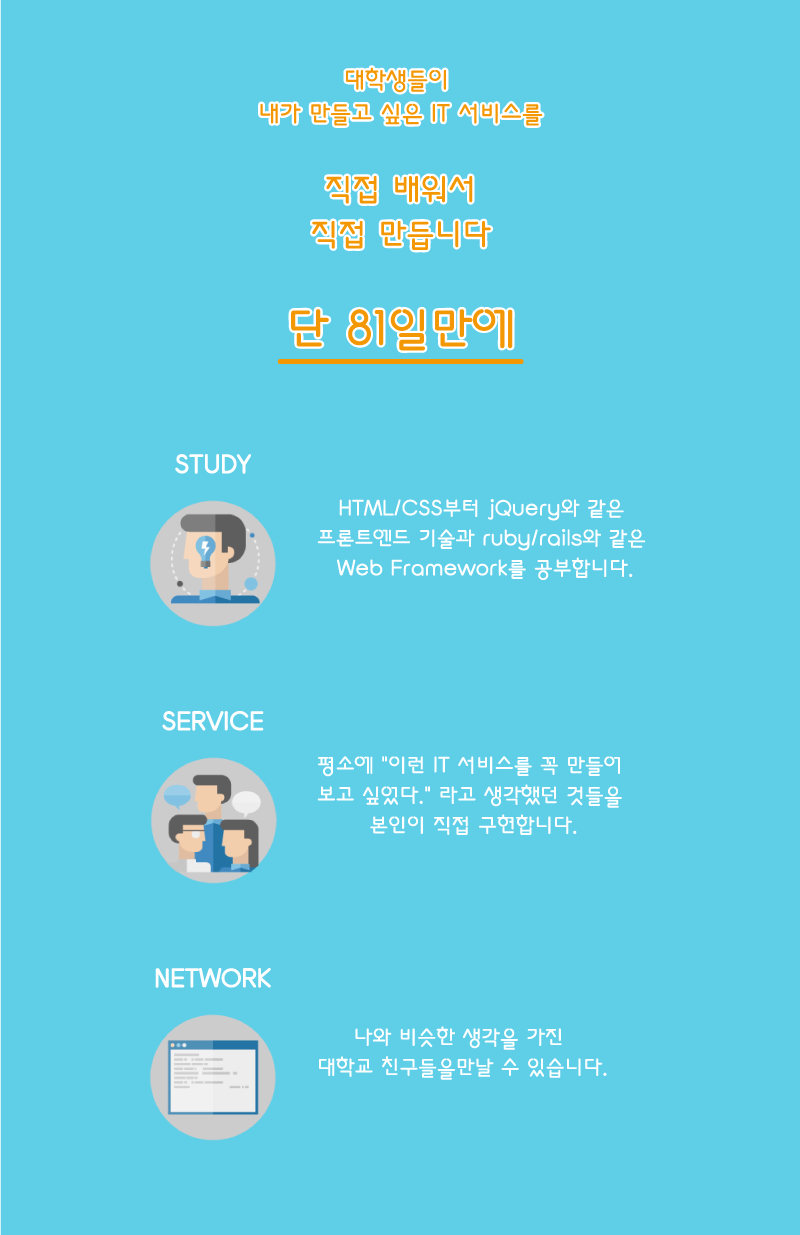 대학생들이
내가 만들고 싶은 IT 서비스를
직접 배워서
직접 만듭니다
단 81일만에
STUDY
HTML/CSS부터 jQuery와 같은
프론트엔드 기술과 ruby/rails와 같은
Web Framework를 공부합니다.
SERVICE
평소에 "이런 IT 서비스를 꼭 만들어
보고 싶었다." 라고 생각했던 것들을
본인이 직접 구현합니다.
NETWORK
나와 비슷한 생각을 가진
대학교 친구들을만날 수 있습니다.